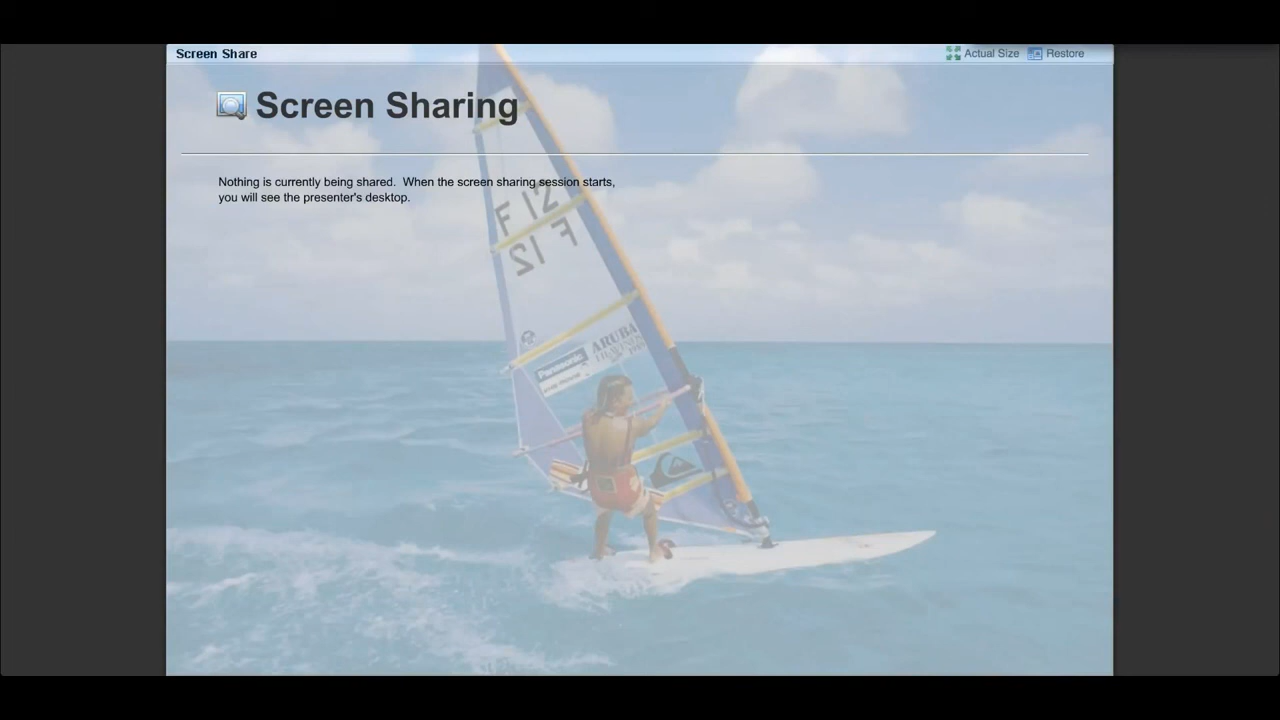 Screen Share
Actual Size
Restore
Screen Sharing
Nothing is currently being shared.  When the screen sharing session starts,
you will see the presenter's desktop.
F 12
F 12
ARUBA
Panasonic